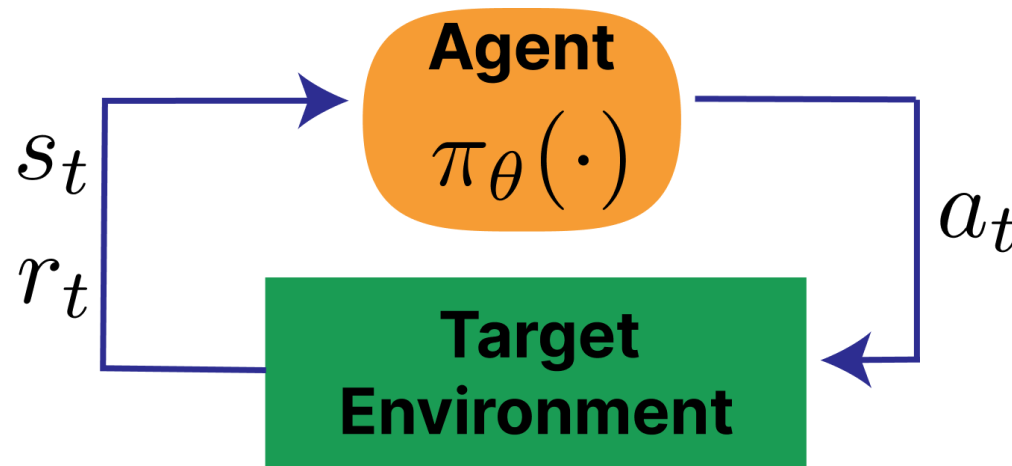 Agent
π_θ(·)
s_t
r_t
a_t
Target
Environment